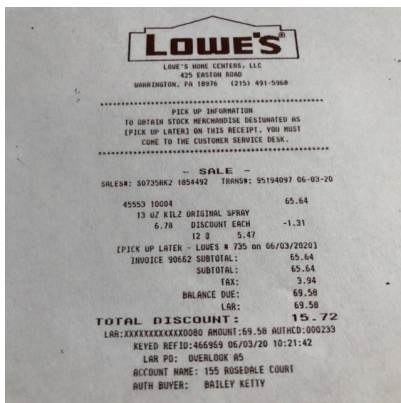 LOWE'S®
LOWE'S HOME CENTERS, LLC
425 EASTON ROAD
WARRINGTON, PA 18976 (215) 491-5968
**************************************************
PICK UP INFORMATION
TO OBTAIN STOCK MERCHANDISE DESIGNATED AS
[PICK UP LATER] ON THIS RECEIPT, YOU MUST
COME TO THE CUSTOMER SERVICE DESK.
**************************************************
- SALE -
SALES#: S0735RK2 1854492 TRANS#: 95194097 06-03-20
45553 10004 65.64
13 OZ KILZ ORIGINAL SPRAY
6.78 DISCOUNT EACH -1.31
12 @ 5.47
[PICK UP LATER - LOWES # 735 on 06/03/2020]
INVOICE 90662 SUBTOTAL: 65.64
SUBTOTAL: 65.64
TAX: 3.94
BALANCE DUE: 69.58
LAR: 69.58
TOTAL DISCOUNT: 15.72
LAR:XXXXXXXXXXXX0080 AMOUNT:69.58 AUTHCD:000233
KEYED REFID:466969 06/03/20 10:21:42
LAR PO: OVERLOOK A5
ACCOUNT NAME: 155 ROSEDALE COURT
AUTH BUYER: BAILEY KETTY